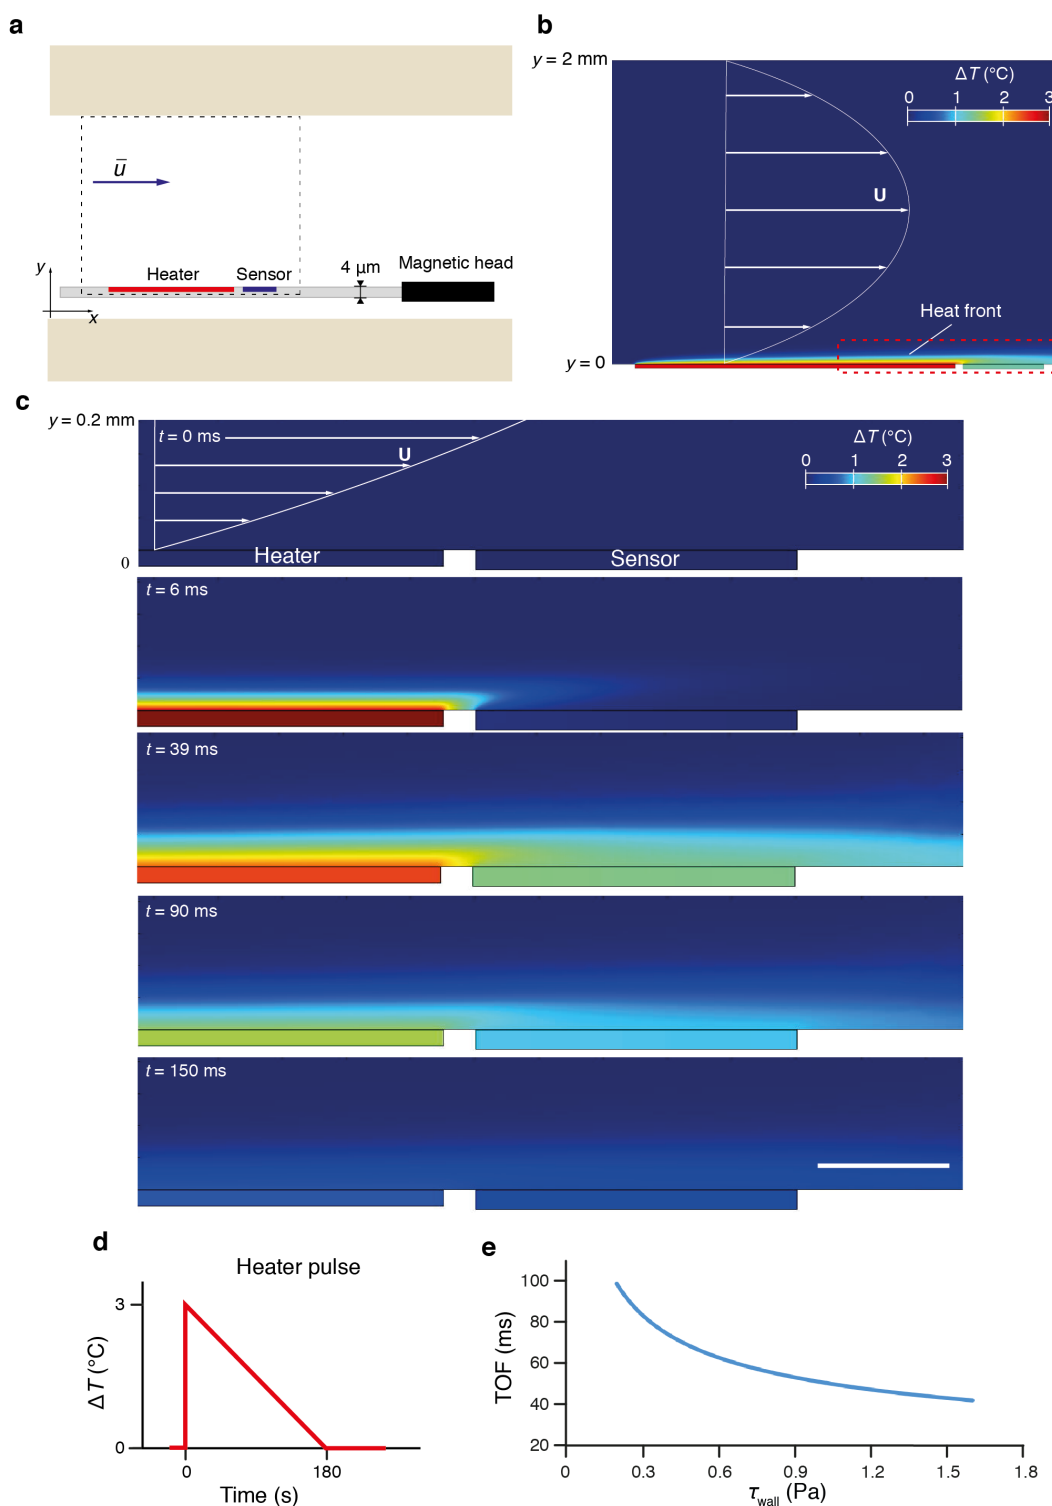 a
ū
y
Heater
Sensor
4 µm
Magnetic head
x
b
y = 2 mm
ΔT (°C)
0 1 2 3
U
Heat front
y = 0
c
y = 0.2 mm
t = 0 ms
U
ΔT (°C)
0 1 2 3
0
Heater
Sensor
t = 6 ms
t = 39 ms
t = 90 ms
t = 150 ms
d
Heater pulse
3
ΔT (°C)
0
0 180
Time (s)
e
100
80
60
40
20
TOF (ms)
0 0.3 0.6 0.9 1.2 1.5 1.8
τwall (Pa)